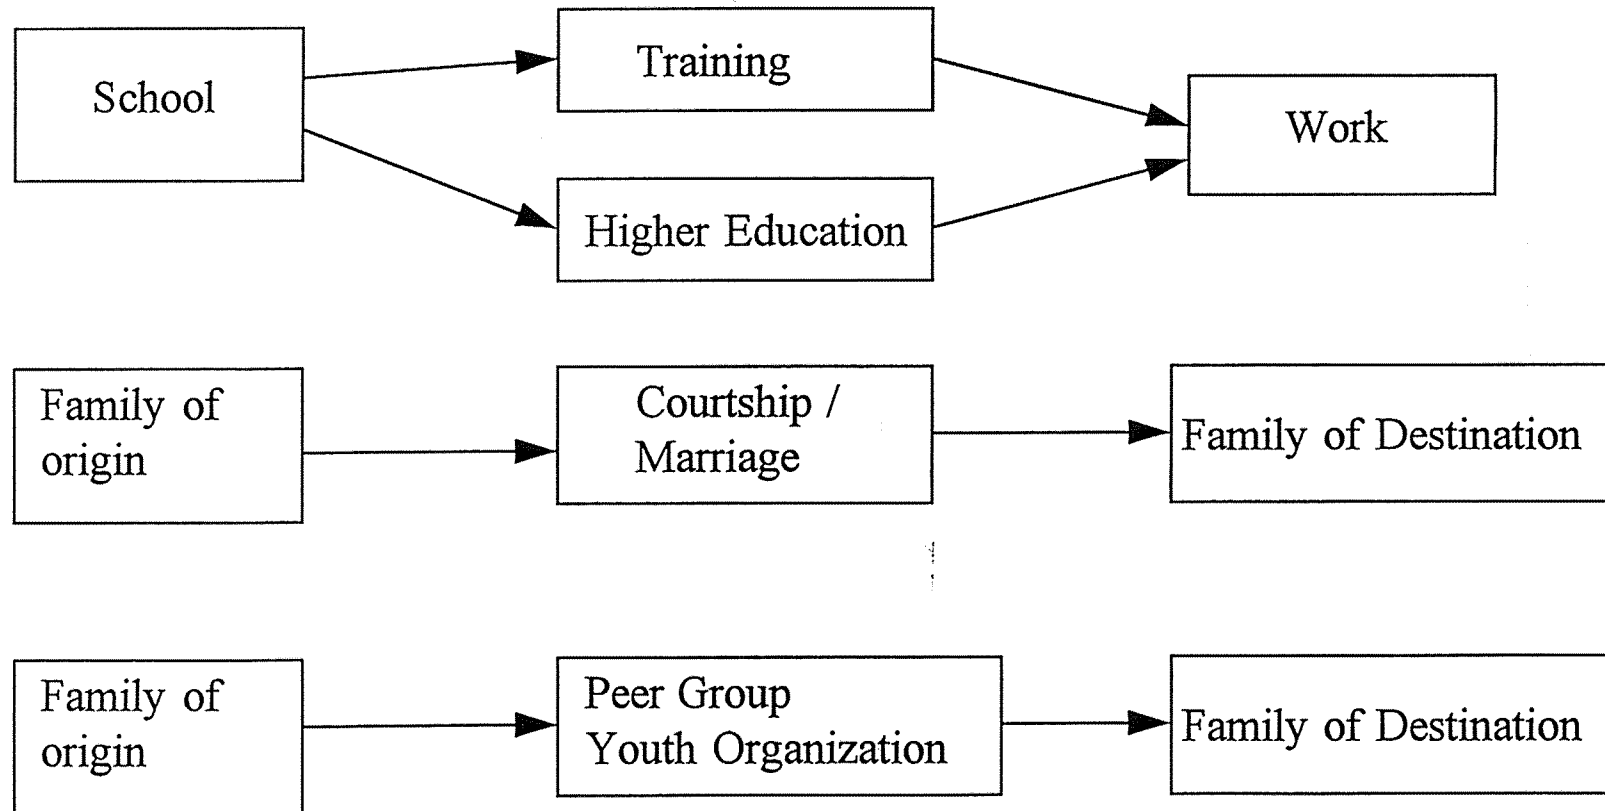 School
Training
Higher Education
Work
Family of
origin
Courtship /
Marriage
Family of Destination
Family of
origin
Peer Group
Youth Organization
Family of Destination